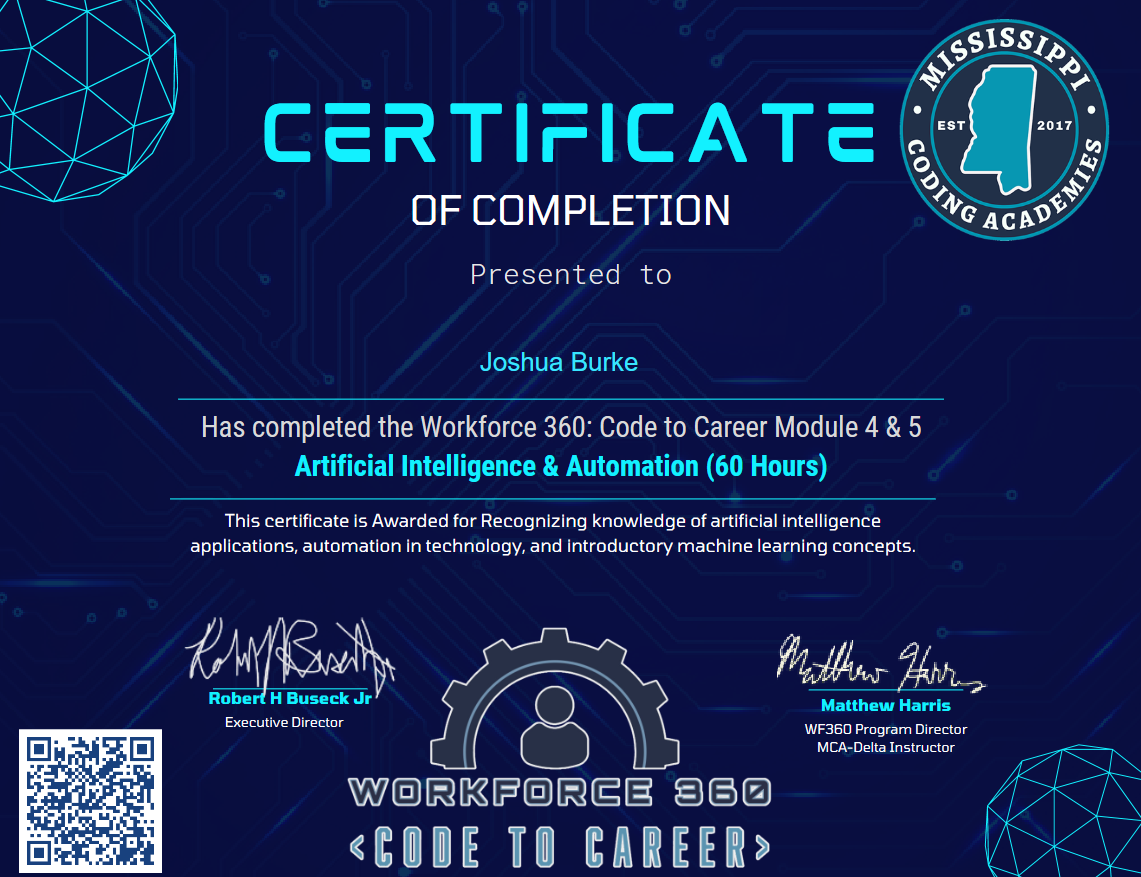 CERTIFICATE
OF COMPLETION
MISSISSIPPI
EST 2017
CODING ACADEMIES
Presented to
Joshua Burke
Has completed the Workforce 360: Code to Career Module 4 & 5
Artificial Intelligence & Automation (60 Hours)
This certificate is Awarded for Recognizing knowledge of artificial intelligence
applications, automation in technology, and introductory machine learning concepts.
Robert H Buseck Jr
Robert H Buseck Jr
Executive Director
Matthew Harris
Matthew Harris
WF360 Program Director
MCA-Delta Instructor
WORKFORCE 360
<CODE TO CAREER>